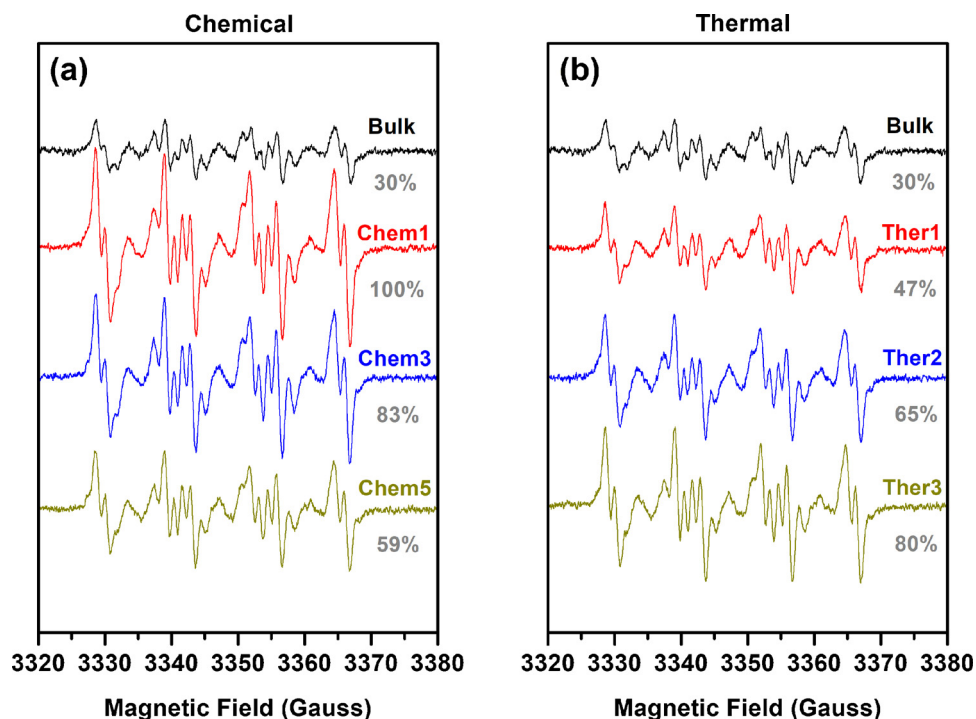 Chemical
(a)
Bulk
30%
Chem1
100%
Chem3
83%
Chem5
59%
3320 3330 3340 3350 3360 3370 3380
Magnetic Field (Gauss)
Thermal
(b)
Bulk
30%
Ther1
47%
Ther2
65%
Ther3
80%
3320 3330 3340 3350 3360 3370 3380
Magnetic Field (Gauss)